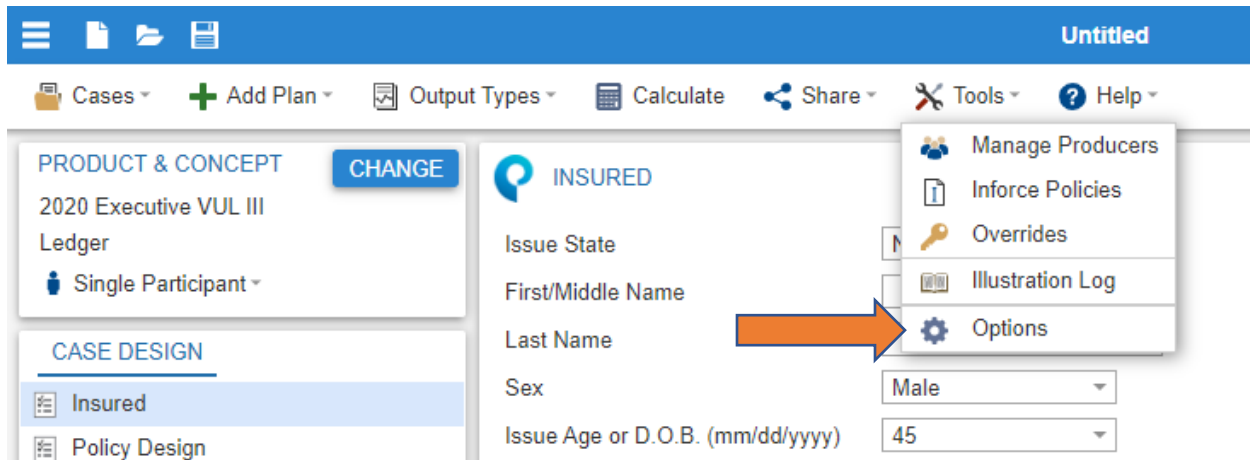 Untitled
Cases Add Plan Output Types Calculate Share Tools Help
PRODUCT & CONCEPT CHANGE
2020 Executive VUL III
Ledger
Single Participant
CASE DESIGN
Insured
Policy Design
INSURED
Issue State N
First/Middle Name
Last Name
Sex Male
Issue Age or D.O.B. (mm/dd/yyyy) 45
Manage Producers
Inforce Policies
Overrides
Illustration Log
Options